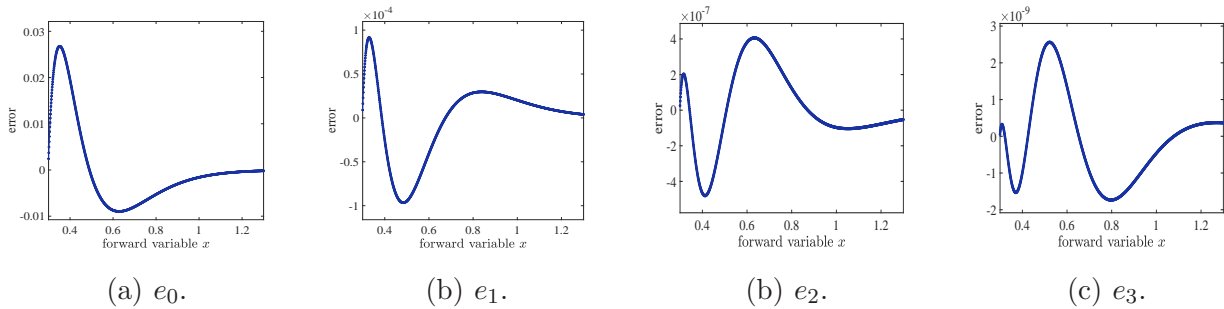 0.03
0.02
0.01
0
-0.01
error
0.4 0.6 0.8 1 1.2
forward variable x
(a) e₀.
×10⁻⁴
1
0.5
0
-0.5
-1
error
0.4 0.6 0.8 1 1.2
forward variable x
(b) e₁.
×10⁻⁷
4
2
0
-2
-4
error
0.4 0.6 0.8 1 1.2
forward variable x
(b) e₂.
×10⁻⁹
3
2
1
0
-1
-2
error
0.4 0.6 0.8 1 1.2
forward variable x
(c) e₃.